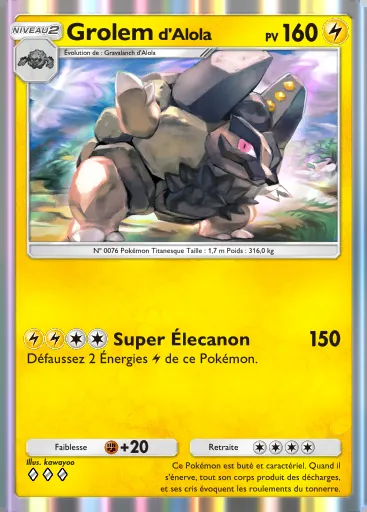 NIVEAU2
Grolem d'Alola
PV 160
Évolution de : Gravalanch d'Alola
N° 0076 Pokémon Titanesque Taille : 1,7 m Poids : 316,0 kg
Super Élecanon 150
Défaussez 2 Énergies de ce Pokémon.
Faiblesse +20 Retraite
Illus. kawayoo
Ce Pokémon est buté et caractériel. Quand il
s'énerve, tout son corps produit des décharges,
et ses cris évoquent les roulements du tonnerre.